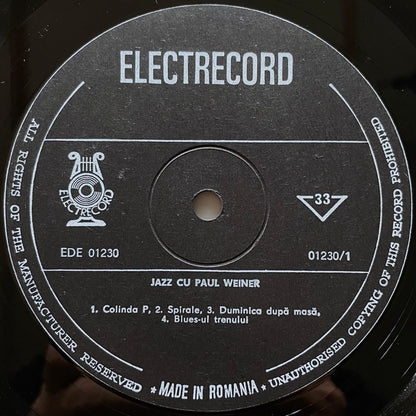 ELECTRECORD
ELECTRECORD
33
EDE 01230
01230/1
JAZZ CU PAUL WEINER
1. Colinda P, 2. Spirale, 3. Duminica după masă,
4. Blues-ul trenului
ALL RIGHTS OF THE MANUFACTURER RESERVED * MADE IN ROMANIA * UNAUTHORISED COPYING OF THIS RECORD PROHIBITED